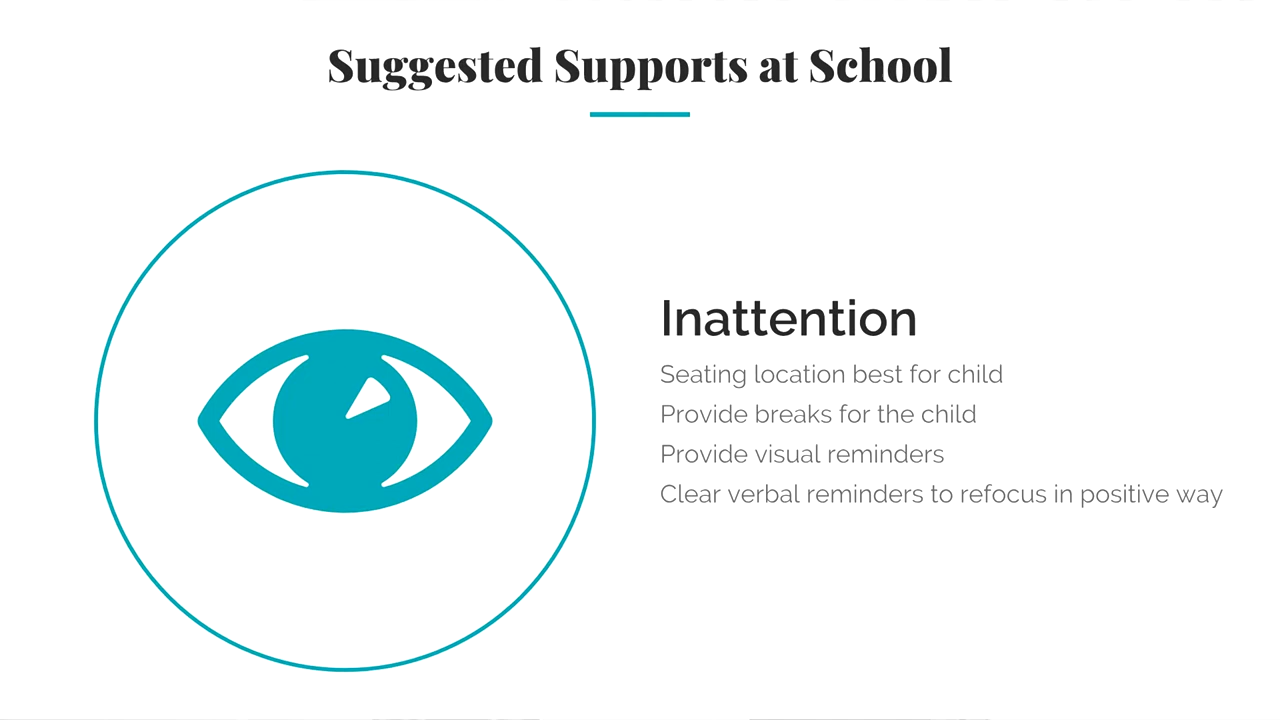 Suggested Supports at School
Inattention
Seating location best for child
Provide breaks for the child
Provide visual reminders
Clear verbal reminders to refocus in positive way